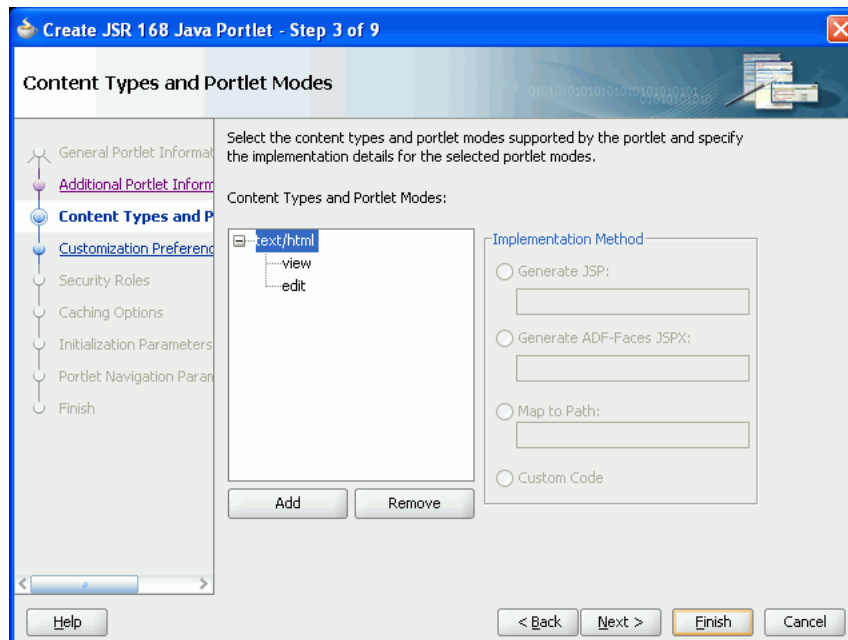 Create JSR 168 Java Portlet - Step 3 of 9
Content Types and Portlet Modes
01010101010101010101010101
01010101010
General Portlet Informat
Additional Portlet Inform
Content Types and P
Customization Preferenc
Security Roles
Caching Options
Initialization Parameters
Portlet Navigation Paran
Finish
Select the content types and portlet modes supported by the portlet and specify
the implementation details for the selected portlet modes.
Content Types and Portlet Modes:
text/html
view
edit
Add
Remove
Implementation Method
Generate JSP:
Generate ADF-Faces JSPX:
Map to Path:
Custom Code
Help
< Back
Next >
Finish
Cancel